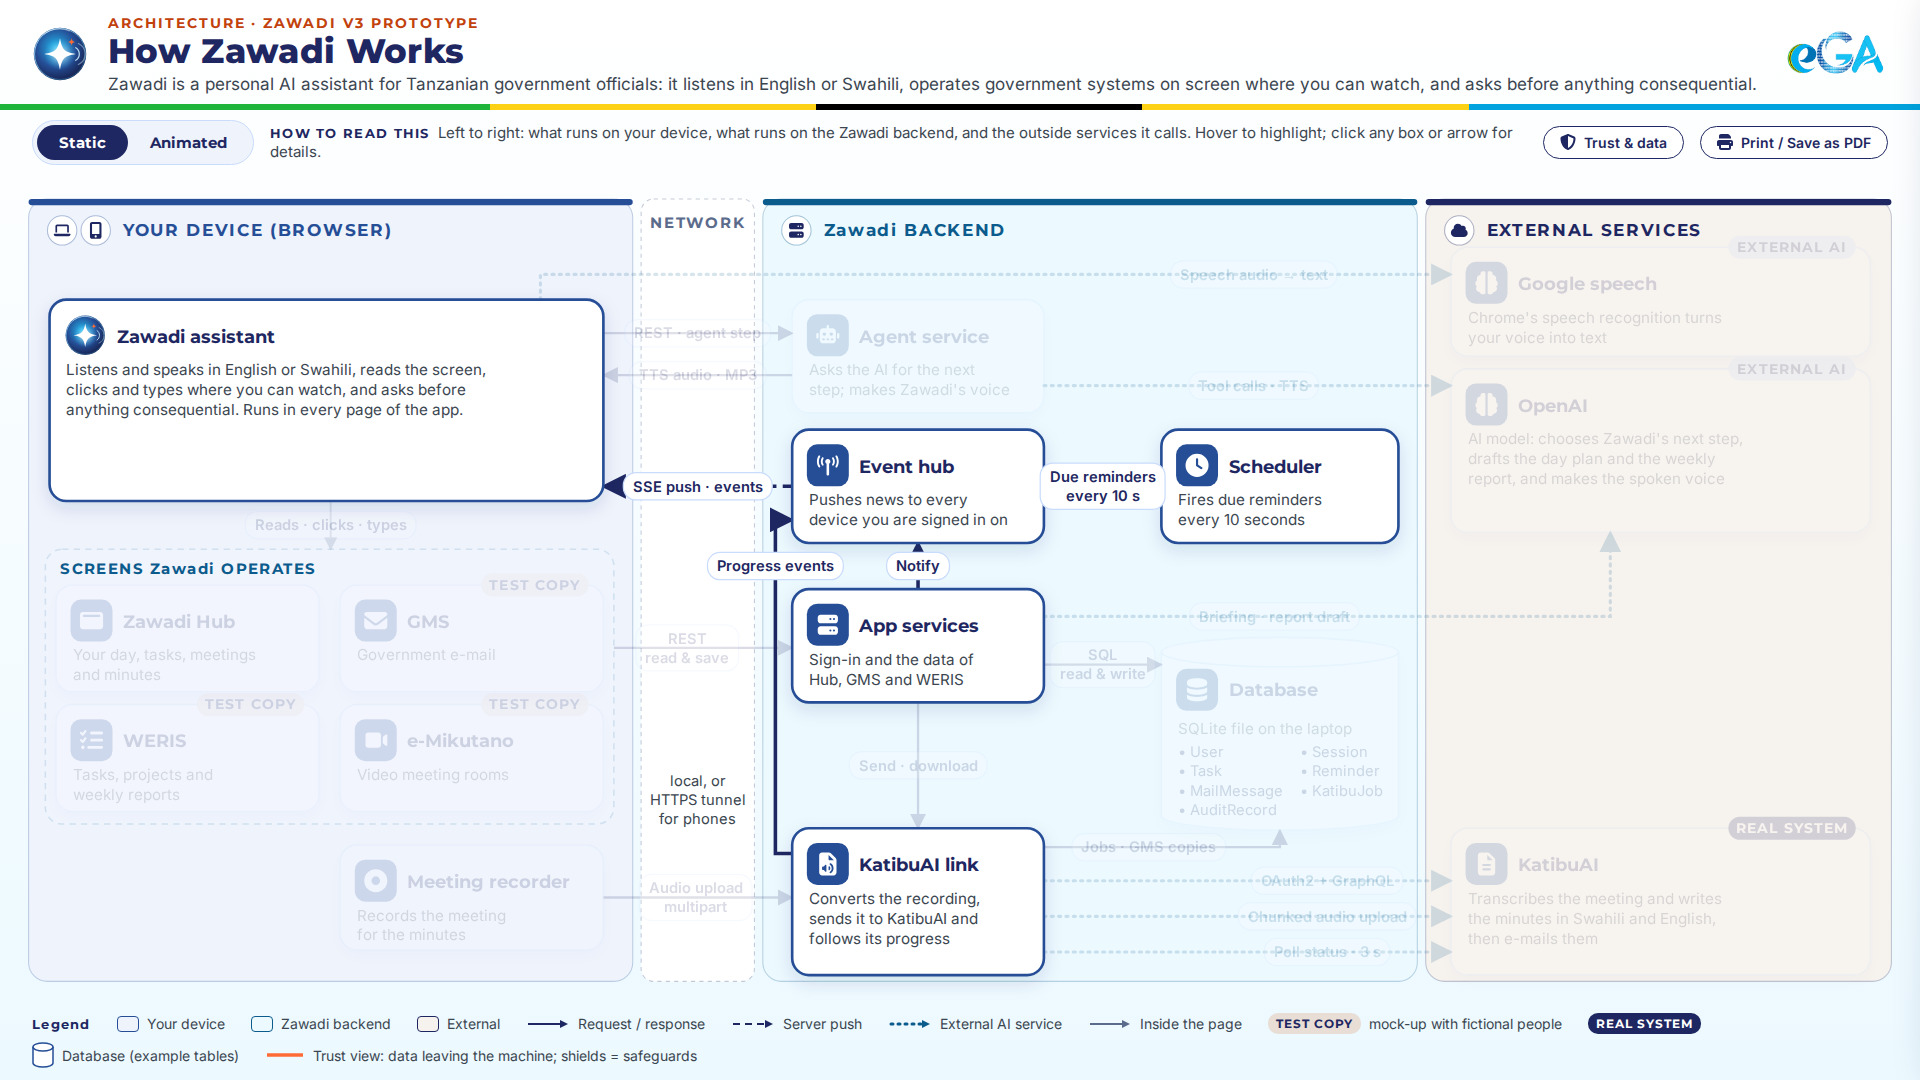 ARCHITECTURE · ZAWADI V3 PROTOTYPE
How Zawadi Works
Zawadi is a personal AI assistant for Tanzanian government officials: it listens in English or Swahili, operates government systems on screen where you can watch, and asks before anything consequential.
eGA
Static
Animated
HOW TO READ THIS Left to right: what runs on your device, what runs on the Zawadi backend, and the outside services it calls. Hover to highlight; click any box or arrow for
details.
Trust & data
Print / Save as PDF
YOUR DEVICE (BROWSER)
NETWORK
Zawadi BACKEND
EXTERNAL SERVICES
Zawadi assistant
Listens and speaks in English or Swahili, reads the screen,
clicks and types where you can watch, and asks before
anything consequential. Runs in every page of the app.
Reads · clicks · types
SCREENS Zawadi OPERATES
Zawadi Hub
Your day, tasks, meetings
and minutes
TEST COPY
GMS
Government e-mail
TEST COPY
WERIS
Tasks, projects and
weekly reports
TEST COPY
e-Mikutano
Video meeting rooms
Meeting recorder
Records the meeting
for the minutes
REST · agent step
TTS audio · MP3
SSE push · events
Progress events
REST
read & save
local, or
HTTPS tunnel
for phones
Audio upload
multipart
Speech audio → text
Agent service
Asks the AI for the next
step; makes Zawadi's voice
Tool calls · TTS
Event hub
Pushes news to every
device you are signed in on
Due reminders
every 10 s
Scheduler
Fires due reminders
every 10 seconds
Notify
App services
Sign-in and the data of
Hub, GMS and WERIS
Briefing · report draft
SQL
read & write
Database
SQLite file on the laptop
• User
• Session
• Task
• Reminder
• MailMessage
• KatibuJob
• AuditRecord
Send · download
KatibuAI link
Converts the recording,
sends it to KatibuAI and
follows its progress
Jobs · GMS copies
OAuth2 + GraphQL
Chunked audio upload
Poll status · 3 s
EXTERNAL AI
Google speech
Chrome's speech recognition turns
your voice into text
EXTERNAL AI
OpenAI
AI model: chooses Zawadi's next step,
drafts the day plan and the weekly
report, and makes the spoken voice
REAL SYSTEM
KatibuAI
Transcribes the meeting and writes
the minutes in Swahili and English,
then e-mails them
Legend
Your device
Zawadi backend
External
Request / response
Server push
External AI service
Inside the page
TEST COPY mock-up with fictional people
REAL SYSTEM
Database (example tables)
Trust view: data leaving the machine; shields = safeguards